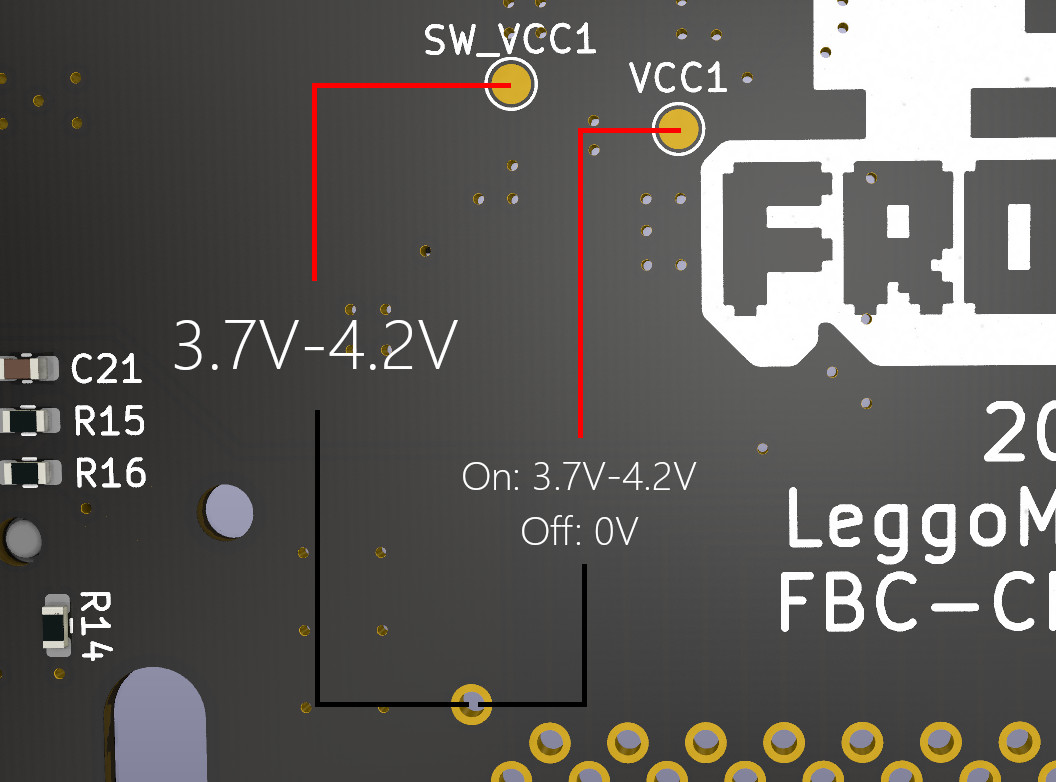 SW_VCC1
VCC1
FRO
3.7V-4.2V
C21
R15
R16
On: 3.7V-4.2V
Off: 0V
20
LeggoM
FBC-C
R14